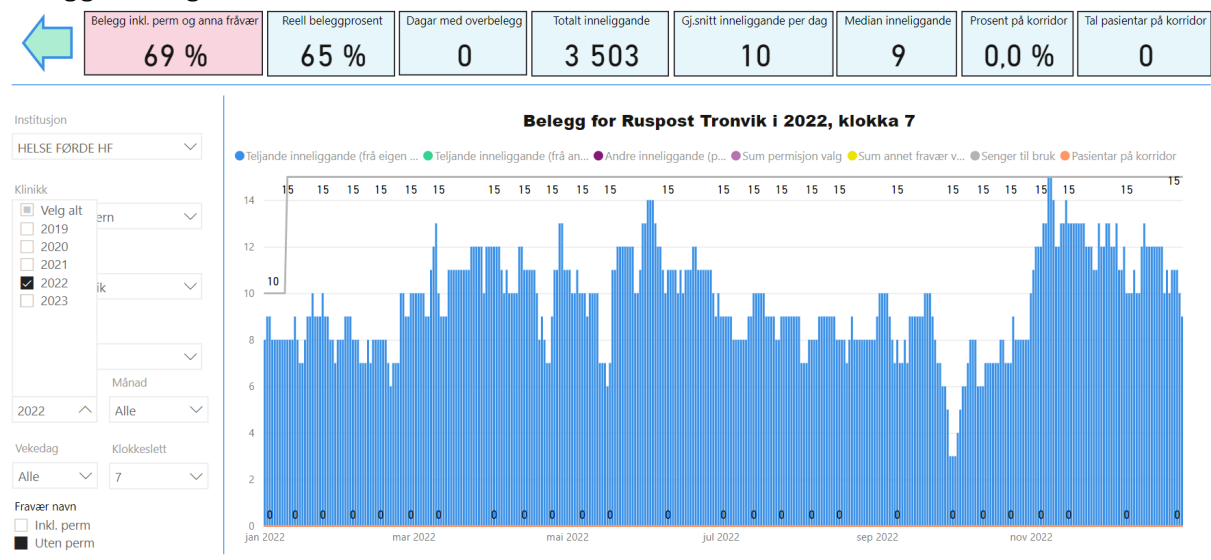 Belegg inkl. perm og anna fråvær
69 %
Reell beleggprosent
65 %
Dagar med overbelegg
0
Totalt inneliggande
3 503
Gj.snitt inneliggande per dag
10
Median inneliggande
9
Prosent på korridor
0,0 %
Tal pasientar på korridor
0
Institusjon
HELSE FØRDE HF
Klinikk
Velg alt
2019
2020
2021
2022
2023
ern
ik
2022
Månad
Alle
Vekedag
Alle
Klokkeslett
7
Fravær navn
Inkl. perm
Uten perm
Belegg for Ruspost Tronvik i 2022, klokka 7
Teljande inneliggande (frå eigen ... Teljande inneliggande (frå an... Andre inneliggande (p... Sum permisjon valg Sum annet fravær v... Senger til bruk Pasientar på korridor
15 15 15 15 15 15 15 15 15 15 15 15 15 15 15 15 15 15 15 15 15 15 15 15
10
14
12
10
8
6
4
2
0
0 0 0 0 0 0 0 0 0 0 0 0 0 0 0 0 0 0 0 0 0 0 0 0 0
jan 2022 mar 2022 mai 2022 jul 2022 sep 2022 nov 2022